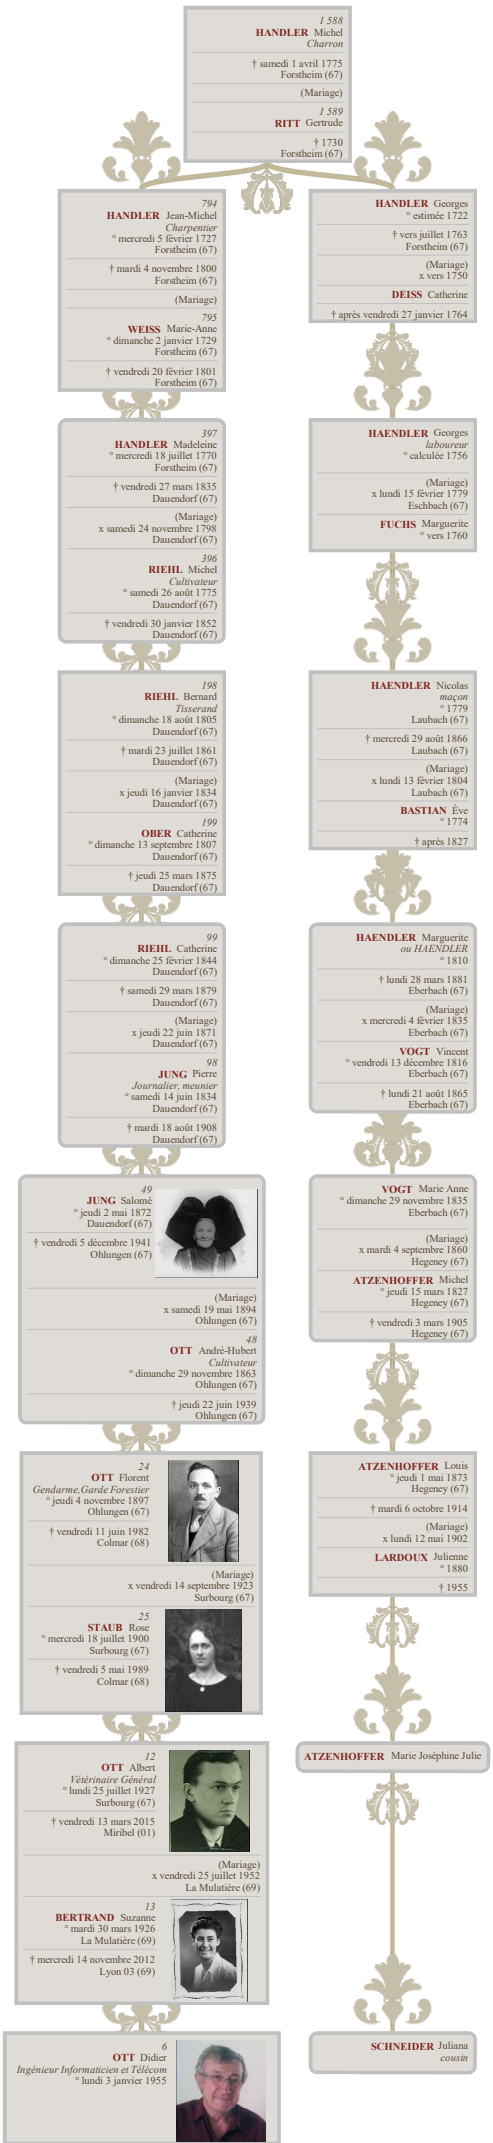 1 588
HANDLER Michel
Charron
† samedi 1 avril 1775
Forstheim (67)
(Mariage)
1 589
RITT Gertrude
† 1730
Forstheim (67)
794
HANDLER Jean-Michel
Charpentier
° mercredi 5 février 1727
Forstheim (67)
† mardi 4 novembre 1800
Forstheim (67)
(Mariage)
795
WEISS Marie-Anne
° dimanche 2 janvier 1729
Forstheim (67)
† vendredi 20 février 1801
Forstheim (67)
HANDLER Georges
° estimée 1722
† vers juillet 1763
Forstheim (67)
(Mariage)
x vers 1750
DEISS Catherine
† après vendredi 27 janvier 1764
397
HANDLER Madeleine
° mercredi 18 juillet 1770
Forstheim (67)
† vendredi 27 mars 1835
Dauendorf (67)
(Mariage)
x samedi 24 novembre 1798
Dauendorf (67)
396
RIEHL Michel
Cultivateur
° samedi 26 août 1775
Dauendorf (67)
† vendredi 30 janvier 1852
Dauendorf (67)
HAENDLER Georges
laboureur
° calculée 1756
(Mariage)
x lundi 15 février 1779
Eschbach (67)
FUCHS Marguerite
° vers 1760
198
RIEHL Bernard
Tisserand
° dimanche 18 août 1805
Dauendorf (67)
† mardi 23 juillet 1861
Dauendorf (67)
(Mariage)
x jeudi 16 janvier 1834
Dauendorf (67)
199
OBER Catherine
° dimanche 13 septembre 1807
Dauendorf (67)
† jeudi 25 mars 1875
Dauendorf (67)
HAENDLER Nicolas
maçon
° 1779
Laubach (67)
† mercredi 29 août 1866
Laubach (67)
(Mariage)
x lundi 13 février 1804
Laubach (67)
BASTIAN Ève
° 1774
† après 1827
99
RIEHL Catherine
° dimanche 25 février 1844
Dauendorf (67)
† samedi 29 mars 1879
Dauendorf (67)
(Mariage)
x jeudi 22 juin 1871
Dauendorf (67)
98
JUNG Pierre
Journalier, meunier
° samedi 14 juin 1834
Dauendorf (67)
† mardi 18 août 1908
Dauendorf (67)
HAENDLER Marguerite
ou HAENDLER
° 1810
† lundi 28 mars 1881
Eberbach (67)
(Mariage)
x mercredi 4 février 1835
Eberbach (67)
VOGT Vincent
° vendredi 13 décembre 1816
Eberbach (67)
† lundi 21 août 1865
Eberbach (67)
49
JUNG Salomé
° jeudi 2 mai 1872
Dauendorf (67)
† vendredi 5 décembre 1941
Ohlungen (67)
(Mariage)
x samedi 19 mai 1894
Ohlungen (67)
48
OTT André-Hubert
Cultivateur
° dimanche 29 novembre 1863
Ohlungen (67)
† jeudi 22 juin 1939
Ohlungen (67)
VOGT Marie Anne
° dimanche 29 novembre 1835
Eberbach (67)
(Mariage)
x mardi 4 septembre 1860
Hegeney (67)
ATZENHOFFER Michel
° jeudi 15 mars 1827
Hegeney (67)
† vendredi 3 mars 1905
Hegeney (67)
24
OTT Florent
Gendarme,Garde Forestier
° jeudi 4 novembre 1897
Ohlungen (67)
† vendredi 11 juin 1982
Colmar (68)
(Mariage)
x vendredi 14 septembre 1923
Surbourg (67)
25
STAUB Rose
° mercredi 18 juillet 1900
Surbourg (67)
† vendredi 5 mai 1989
Colmar (68)
ATZENHOFFER Louis
° jeudi 1 mai 1873
Hegeney (67)
† mardi 6 octobre 1914
(Mariage)
x lundi 12 mai 1902
LARDOUX Julienne
° 1880
† 1955
12
OTT Albert
Vétérinaire Général
° lundi 25 juillet 1927
Surbourg (67)
† vendredi 13 mars 2015
Miribel (01)
(Mariage)
x vendredi 25 juillet 1952
La Mulatière (69)
13
BERTRAND Suzanne
° mardi 30 mars 1926
La Mulatière (69)
† mercredi 14 novembre 2012
Lyon 03 (69)
ATZENHOFFER Marie Joséphine Julie
6
OTT Didier
Ingénieur Informaticien et Télécom
° lundi 3 janvier 1955
SCHNEIDER Juliana
cousin